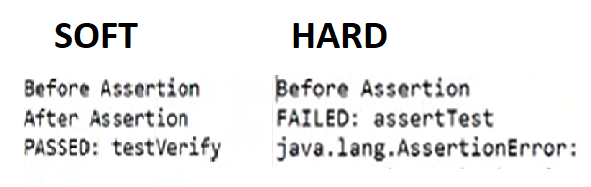 SOFT
Before Assertion
After Assertion
PASSED: testVerify
HARD
Before Assertion
FAILED: assertTest
java.lang.AssertionError: